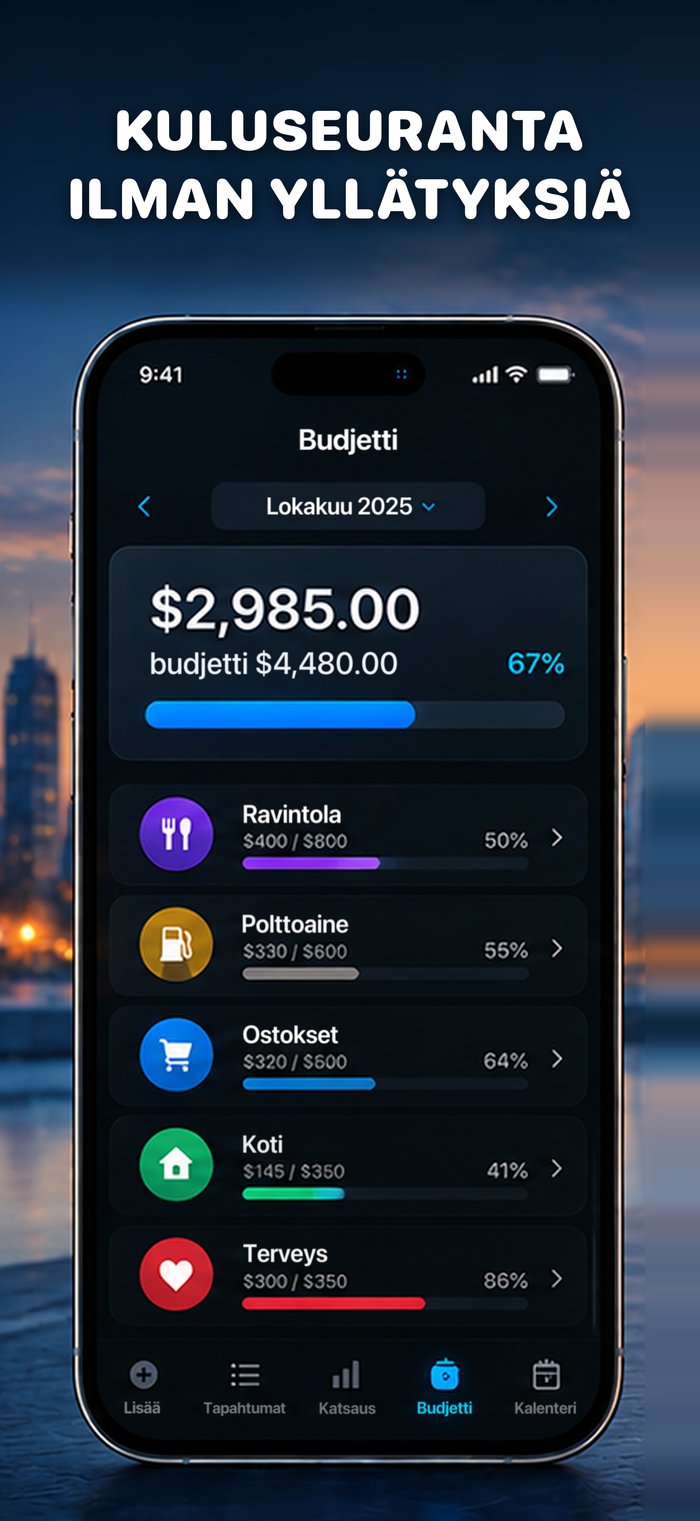 KULUSEURANTA
ILMAN YLLÄTYKSIÄ
9:41
Budjetti
Lokakuu 2025
$2,985.00
budjetti $4,480.00
67%
Ravintola
$400 / $800
50%
Polttoaine
$330 / $600
55%
Ostokset
$320 / $600
64%
Koti
$145 / $350
41%
Terveys
$300 / $350
86%
Lisää
Tapahtumat
Katsaus
Budjetti
Kalenteri